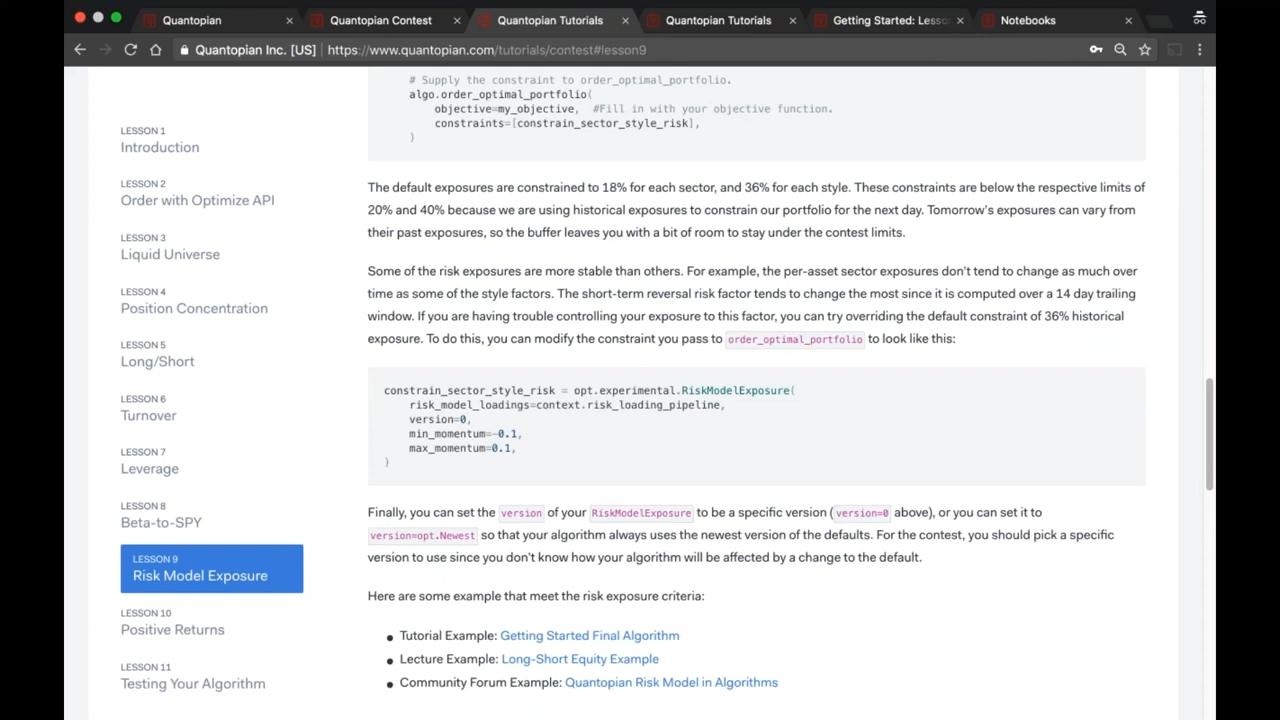 Quantopian
Quantopian Contest
Quantopian Tutorials
Quantopian Tutorials
Getting Started: Lesso
Notebooks
Quantopian Inc. [US] | https://www.quantopian.com/tutorials/contest#lesson9
LESSON 1
Introduction
LESSON 2
Order with Optimize API
LESSON 3
Liquid Universe
LESSON 4
Position Concentration
LESSON 5
Long/Short
LESSON 6
Turnover
LESSON 7
Leverage
LESSON 8
Beta-to-SPY
LESSON 9
Risk Model Exposure
LESSON 10
Positive Returns
LESSON 11
Testing Your Algorithm
# Supply the constraint to order_optimal_portfolio.
algo.order_optimal_portfolio(
objective=my_objective, #Fill in with your objective function.
constraints=[constrain_sector_style_risk],
)
The default exposures are constrained to 18% for each sector, and 36% for each style. These constraints are below the respective limits of
20% and 40% because we are using historical exposures to constrain our portfolio for the next day. Tomorrow's exposures can vary from
their past exposures, so the buffer leaves you with a bit of room to stay under the contest limits.
Some of the risk exposures are more stable than others. For example, the per-asset sector exposures don't tend to change as much over
time as some of the style factors. The short-term reversal risk factor tends to change the most since it is computed over a 14 day trailing
window. If you are having trouble controlling your exposure to this factor, you can try overriding the default constraint of 36% historical
exposure. To do this, you can modify the constraint you pass to order_optimal_portfolio to look like this:
constrain_sector_style_risk = opt.experimental.RiskModelExposure(
risk_model_loadings=context.risk_loading_pipeline,
version=0,
min_momentum=-0.1,
max_momentum=0.1,
)
Finally, you can set the version of your RiskModelExposure to be a specific version (version=0 above), or you can set it to
version=opt.Newest so that your algorithm always uses the newest version of the defaults. For the contest, you should pick a specific
version to use since you don't know how your algorithm will be affected by a change to the default.
Here are some example that meet the risk exposure criteria:
● Tutorial Example: Getting Started Final Algorithm
● Lecture Example: Long-Short Equity Example
● Community Forum Example: Quantopian Risk Model in Algorithms